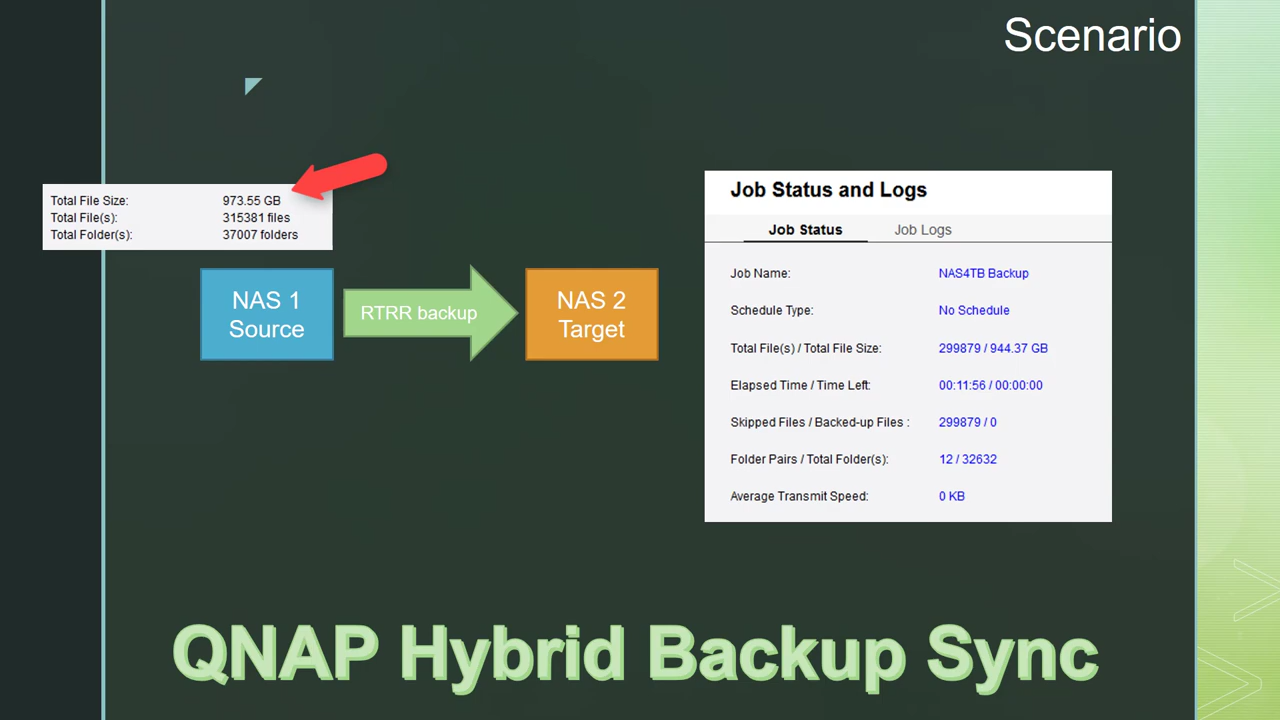 Scenario
Total File Size: 973.55 GB
Total File(s): 315381 files
Total Folder(s): 37007 folders
NAS 1
Source
RTRR backup
NAS 2
Target
Job Status and Logs
Job Status Job Logs
Job Name: NAS4TB Backup
Schedule Type: No Schedule
Total File(s) / Total File Size: 299879 / 944.37 GB
Elapsed Time / Time Left: 00:11:56 / 00:00:00
Skipped Files / Backed-up Files : 299879 / 0
Folder Pairs / Total Folder(s): 12 / 32632
Average Transmit Speed: 0 KB
QNAP Hybrid Backup Sync